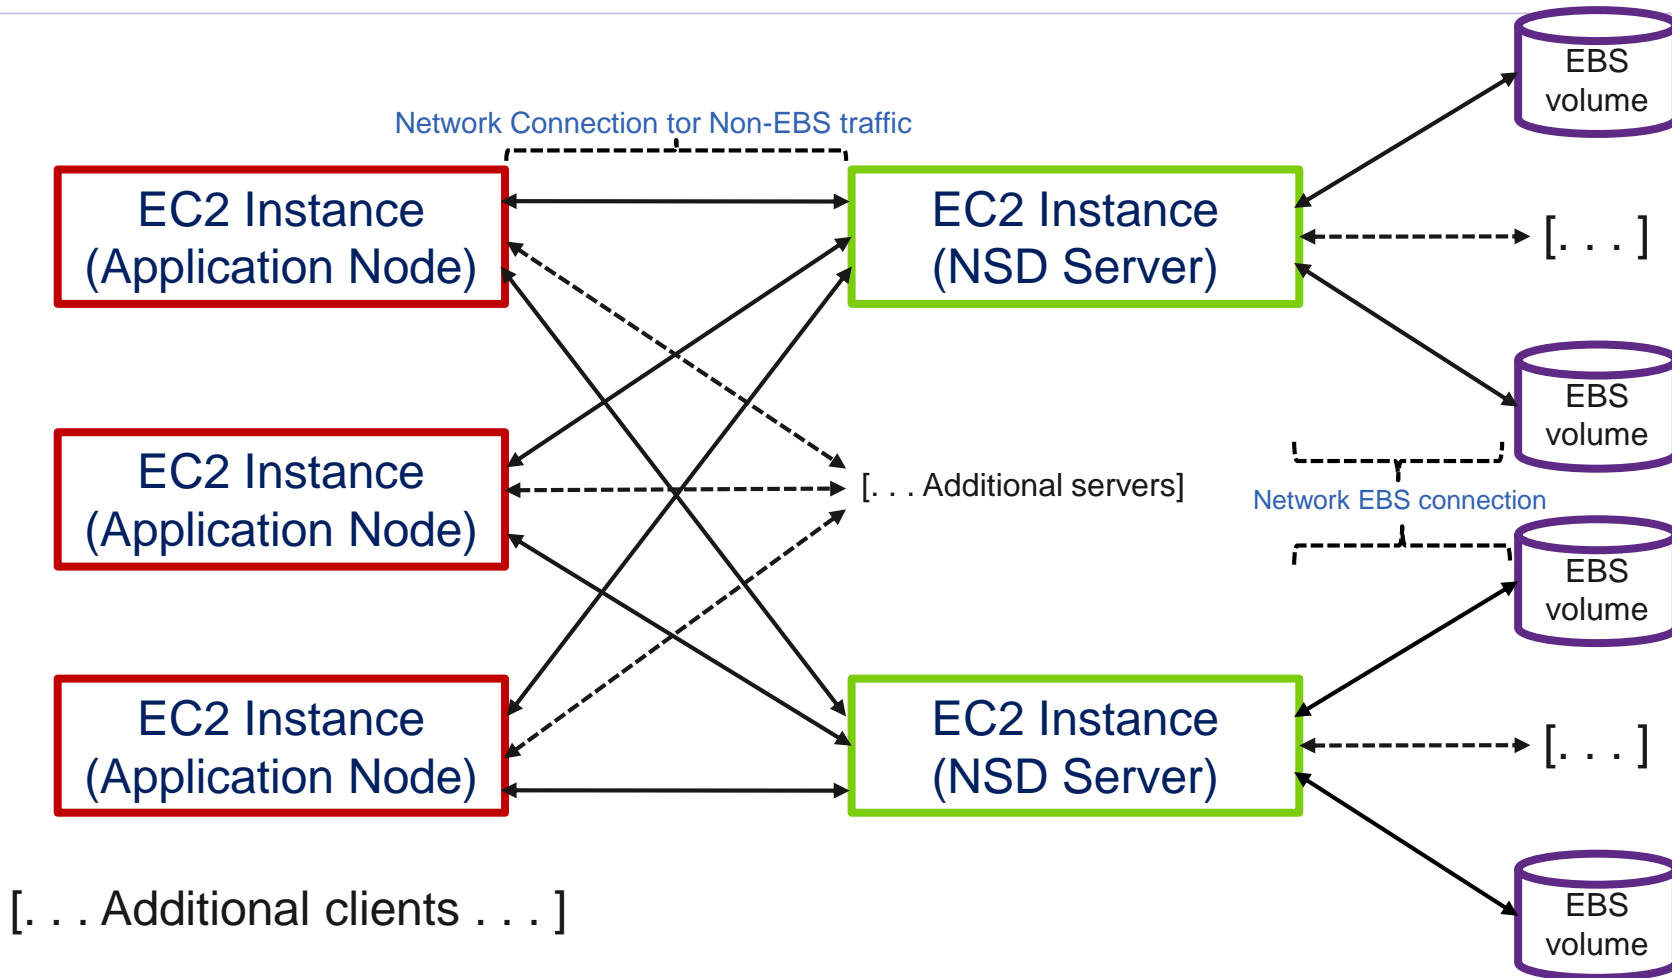 EBS
volume
Network Connection tor Non-EBS traffic
EC2 Instance
(Application Node)
EC2 Instance
(NSD Server)
[. . . ]
EBS
volume
EC2 Instance
(Application Node)
[. . . Additional servers]
Network EBS connection
EBS
volume
EC2 Instance
(Application Node)
EC2 Instance
(NSD Server)
[. . . ]
[. . . Additional clients . . . ]
EBS
volume